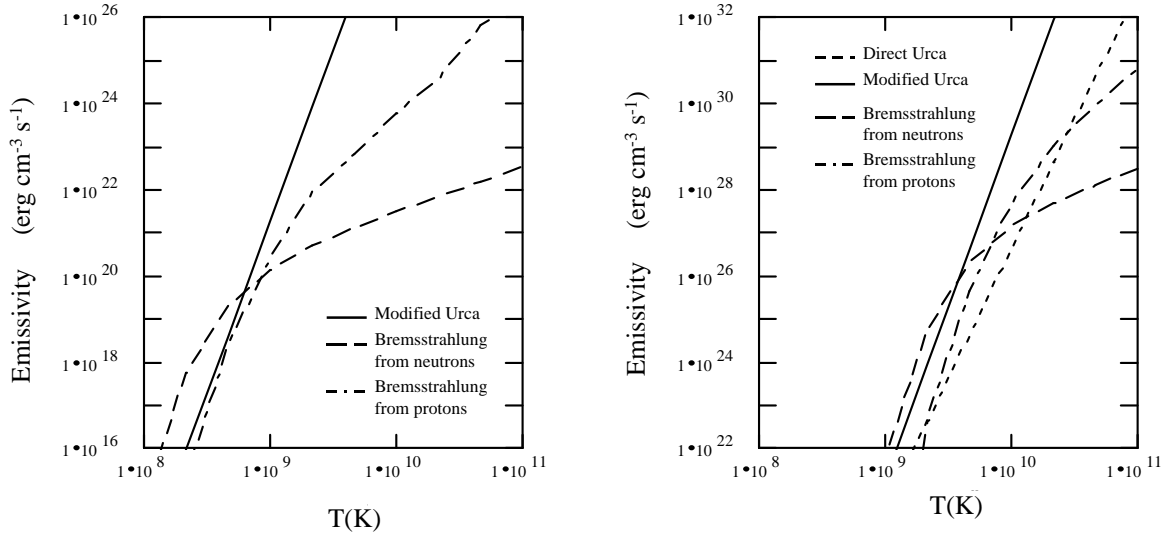 1•10 26
1•10 24
1•10 22
1•10 20
1•10 18
1•10 16
Emissivity (erg cm-3 s-1)
Modified Urca
Bremsstrahlung
from neutrons
Bremsstrahlung
from protons
1•10 8
1•10 9
1•10 10
1•10 11
T(K)
1•10 32
1•10 30
1•10 28
1•10 26
1•10 24
1•10 22
Emissivity (erg cm-3 s-1)
Direct Urca
Modified Urca
Bremsstrahlung
from neutrons
Bremsstrahlung
from protons
1•10 8
1•10 9
1•10 10
1•10 11
T(K)